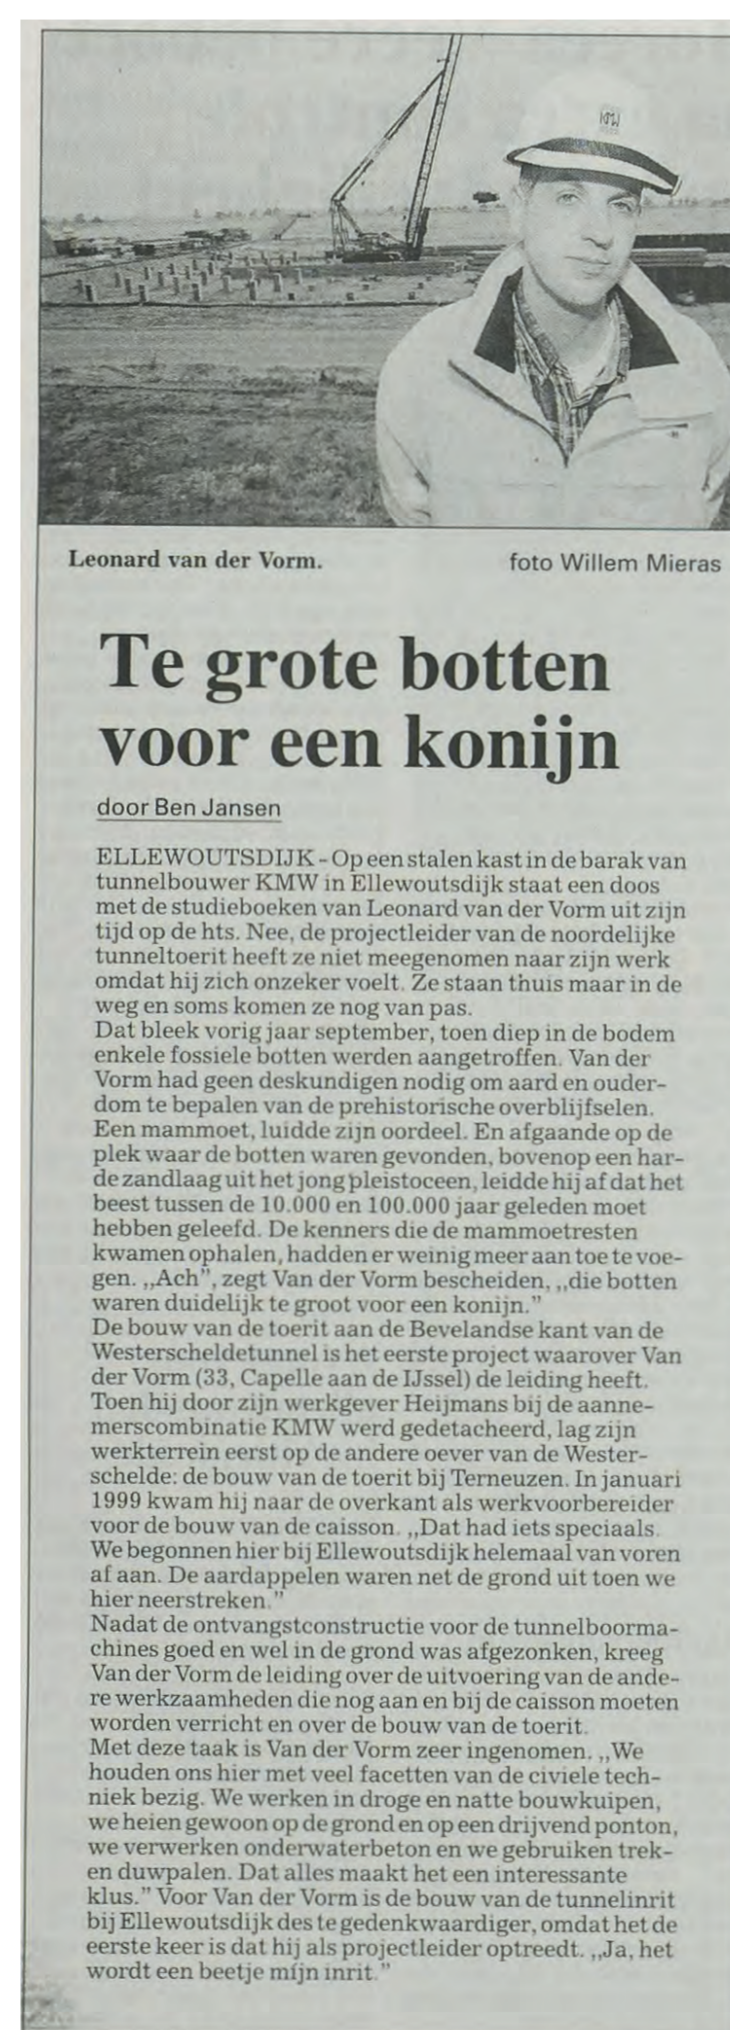 KMW
Leonard van der Vorm.
foto Willem Mieras
Te grote botten
voor een konijn
door Ben Jansen
ELLEWOUTSDIJK - Op een stalen kast in de barak van
tunnelbouwer KMW in Ellewoutsdijk staat een doos
met de studieboeken van Leonard van der Vorm uit zijn
tijd op de hts. Nee, de projectleider van de noordelijke
tunneltoerit heeft ze niet meegenomen naar zijn werk
omdat hij zich onzeker voelt. Ze staan thuis maar in de
weg en soms komen ze nog van pas.
Dat bleek vorig jaar september, toen diep in de bodem
enkele fossiele botten werden aangetroffen. Van der
Vorm had geen deskundigen nodig om aard en ouder-
dom te bepalen van de prehistorische overblijfselen.
Een mammoet, luidde zijn oordeel. En afgaande op de
plek waar de botten waren gevonden, bovenop een har-
de zandlaag uit het jong pleistoceen, leidde hij af dat het
beest tussen de 10.000 en 100.000 jaar geleden moet
hebben geleefd. De kenners die de mammoetresten
kwamen ophalen, hadden er weinig meer aan toe te voe-
gen. „Ach”, zegt Van der Vorm bescheiden, „die botten
waren duidelijk te groot voor een konijn.”
De bouw van de toerit aan de Bevelandse kant van de
Westerscheldetunnel is het eerste project waarover Van
der Vorm (33, Capelle aan de IJssel) de leiding heeft.
Toen hij door zijn werkgever Heijmans bij de aanne-
merscombinatie KMW werd gedetacheerd, lag zijn
werkterrein eerst op de andere oever van de Wester-
schelde: de bouw van de toerit bij Terneuzen. In januari
1999 kwam hij naar de overkant als werkvoorbereider
voor de bouw van de caisson. „Dat had iets speciaals.
We begonnen hier bij Ellewoutsdijk helemaal van voren
af aan. De aardappelen waren net de grond uit toen we
hier neerstreken.”
Nadat de ontvangstconstructie voor de tunnelboorma-
chines goed en wel in de grond was afgezonken, kreeg
Van der Vorm de leiding over de uitvoering van de ande-
re werkzaamheden die nog aan en bij de caisson moeten
worden verricht en over de bouw van de toerit.
Met deze taak is Van der Vorm zeer ingenomen. „We
houden ons hier met veel facetten van de civiele tech-
niek bezig. We werken in droge en natte bouwkuipen,
we heien gewoon op de grond en op een drijvend ponton,
we verwerken onderwaterbeton en we gebruiken trek-
en duwpalen. Dat alles maakt het een interessante
klus.” Voor Van der Vorm is de bouw van de tunnelinrit
bij Ellewoutsdijk des te gedenkwaardiger, omdat het de
eerste keer is dat hij als projectleider optreedt. „Ja, het
wordt een beetje mijn inrit.”